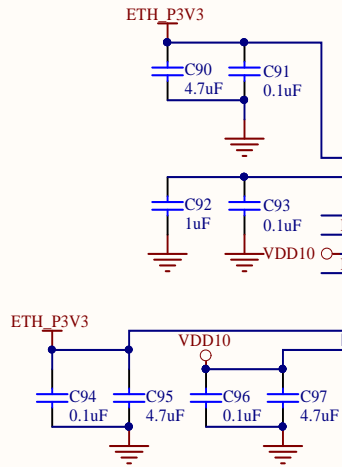 ETH_P3V3
C90
4.7uF
C91
0.1uF
C92
1uF
C93
0.1uF
VDD10
ETH_P3V3
VDD10
C94
0.1uF
C95
4.7uF
C96
0.1uF
C97
4.7uF